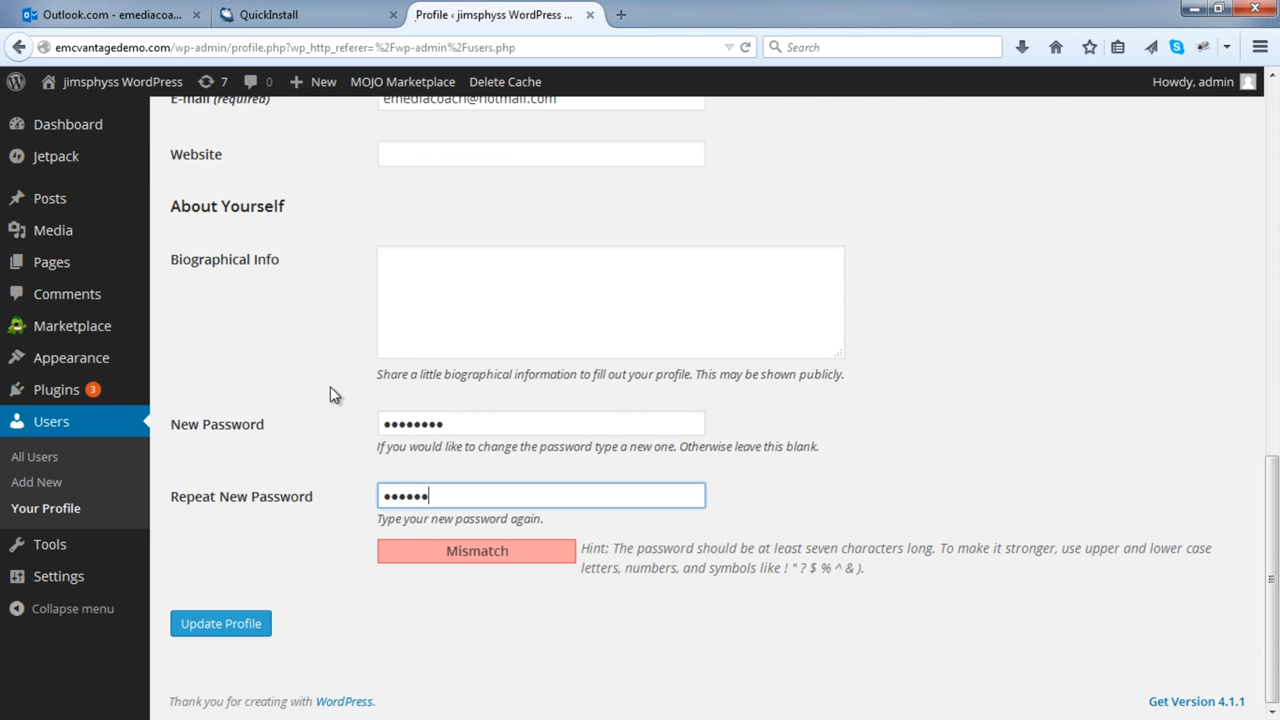 Outlook.com - emediacoa...
QuickInstall
Profile ‹ jimsphyss WordPress ...
emcvantagedemo.com/wp-admin/profile.php?wp_http_referer=%2Fwp-admin%2Fusers.php
Search
jimsphyss WordPress
7
0
New
MOJO Marketplace
Delete Cache
Howdy, admin
E-mail (required)
emediacoach@hotmail.com
Dashboard
Jetpack
Website
Posts
About Yourself
Media
Pages
Biographical Info
Comments
Marketplace
Appearance
Share a little biographical information to fill out your profile. This may be shown publicly.
Plugins 3
Users
New Password
••••••••
If you would like to change the password type a new one. Otherwise leave this blank.
All Users
Add New
Your Profile
Repeat New Password
••••••
Type your new password again.
Tools
Mismatch
Hint: The password should be at least seven characters long. To make it stronger, use upper and lower case
letters, numbers, and symbols like ! " ? $ % ^ & ).
Settings
Collapse menu
Update Profile
Thank you for creating with WordPress.
Get Version 4.1.1